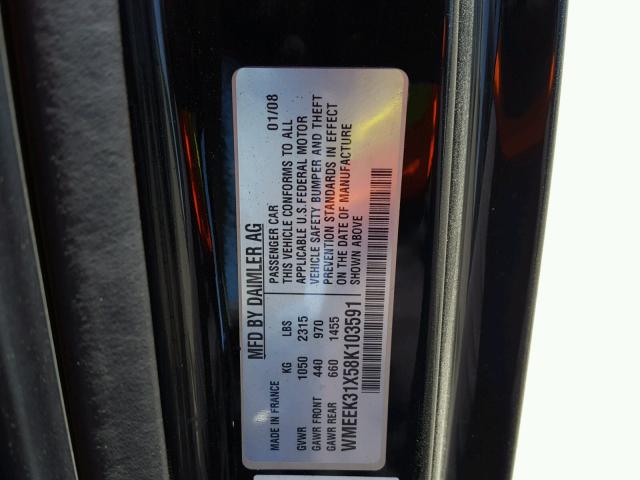 MFD BY DAIMLER AG
MADE IN FRANCE PASSENGER CAR 01/08
KG LBS THIS VEHICLE CONFORMS TO ALL
GVWR 1050 2315 APPLICABLE U.S.FEDERAL MOTOR
GAWR FRONT 440 970 VEHICLE SAFETY BUMPER AND THEFT
GAWR REAR 660 1455 PREVENTION STANDARDS IN EFFECT
ON THE DATE OF MANUFACTURE
SHOWN ABOVE
WMEEK31X58K103591